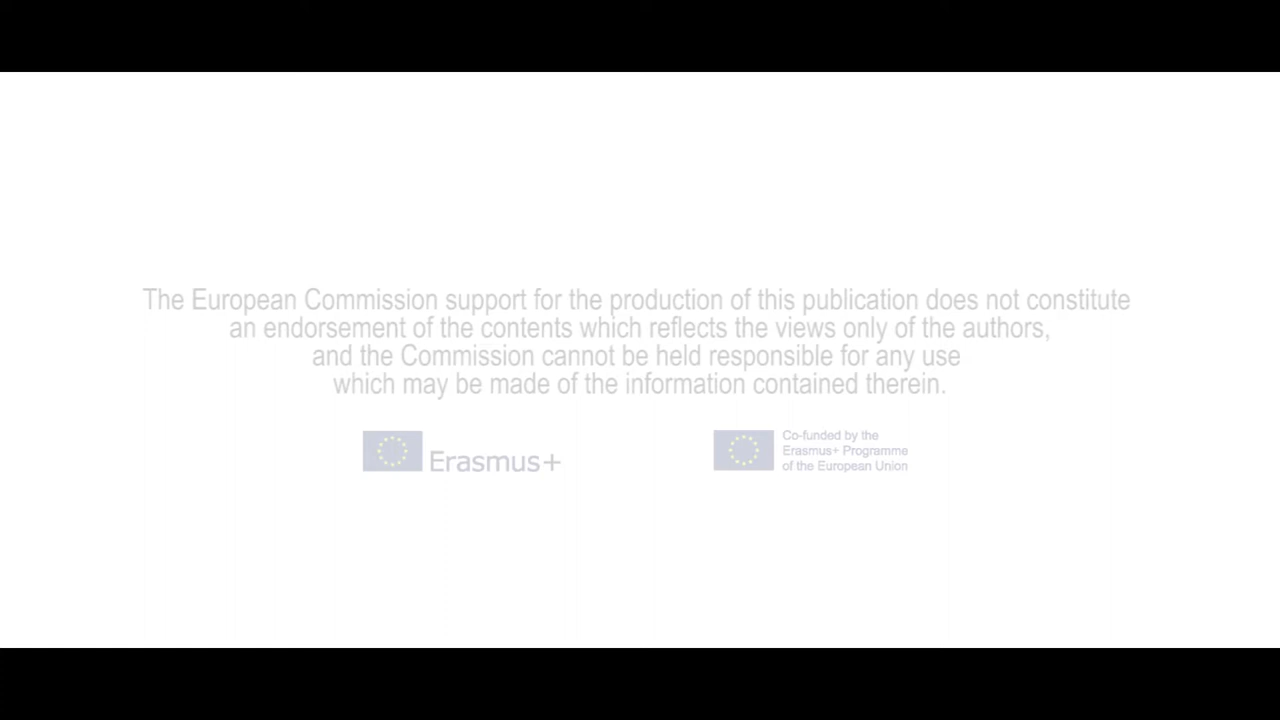 The European Commission support for the production of this publication does not constitute
an endorsement of the contents which reflects the views only of the authors,
and the Commission cannot be held responsible for any use
which may be made of the information contained therein.
Erasmus+
Co-funded by the
Erasmus+ Programme
of the European Union